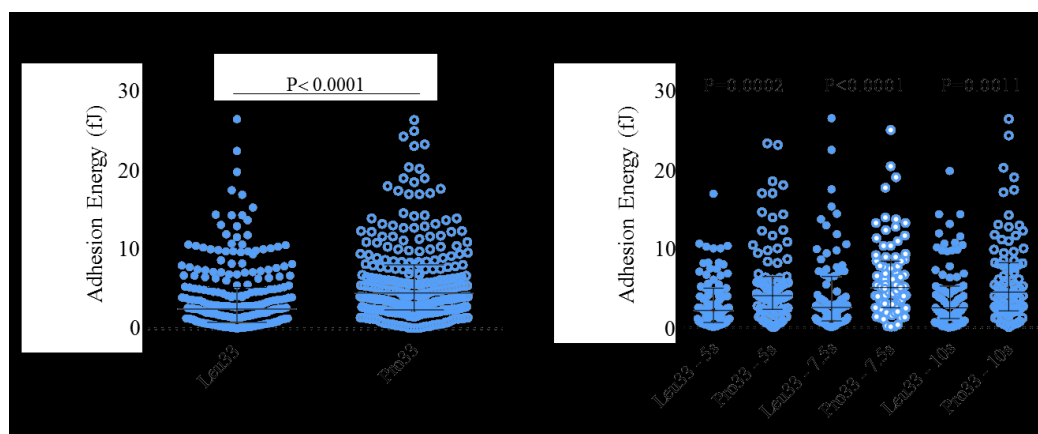 P< 0.0001
Adhesion Energy (fJ)
30
20
10
0
Leu33
Pro33
P=0.0002
P<0.0001
P=0.0011
Adhesion Energy (fJ)
30
20
10
0
Leu33 - 5s
Pro33 - 5s
Leu33 - 7.5s
Pro33 - 7.5s
Leu33 - 10s
Pro33 - 10s